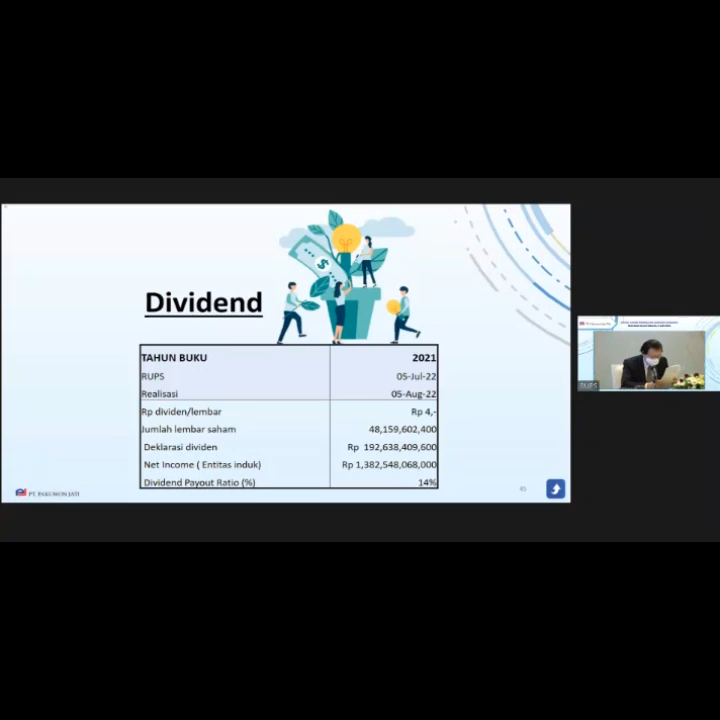 Dividend
TAHUN BUKU 2021
RUPS 05-Jul-22
Realisasi 05-Aug-22
Rp dividen/lembar Rp 4,-
Jumlah lembar saham 48,159,602,400
Deklarasi dividen Rp 192,638,409,600
Net Income ( Entitas induk) Rp 1,382,548,068,000
Dividend Payout Ratio (%) 14%
PT. PAKUWON JATI
RUPS